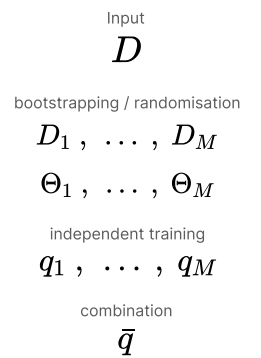 Input
D
bootstrapping / randomisation
D₁ , … , D_M
Θ₁ , … , Θ_M
independent training
q₁ , … , q_M
combination
q̄